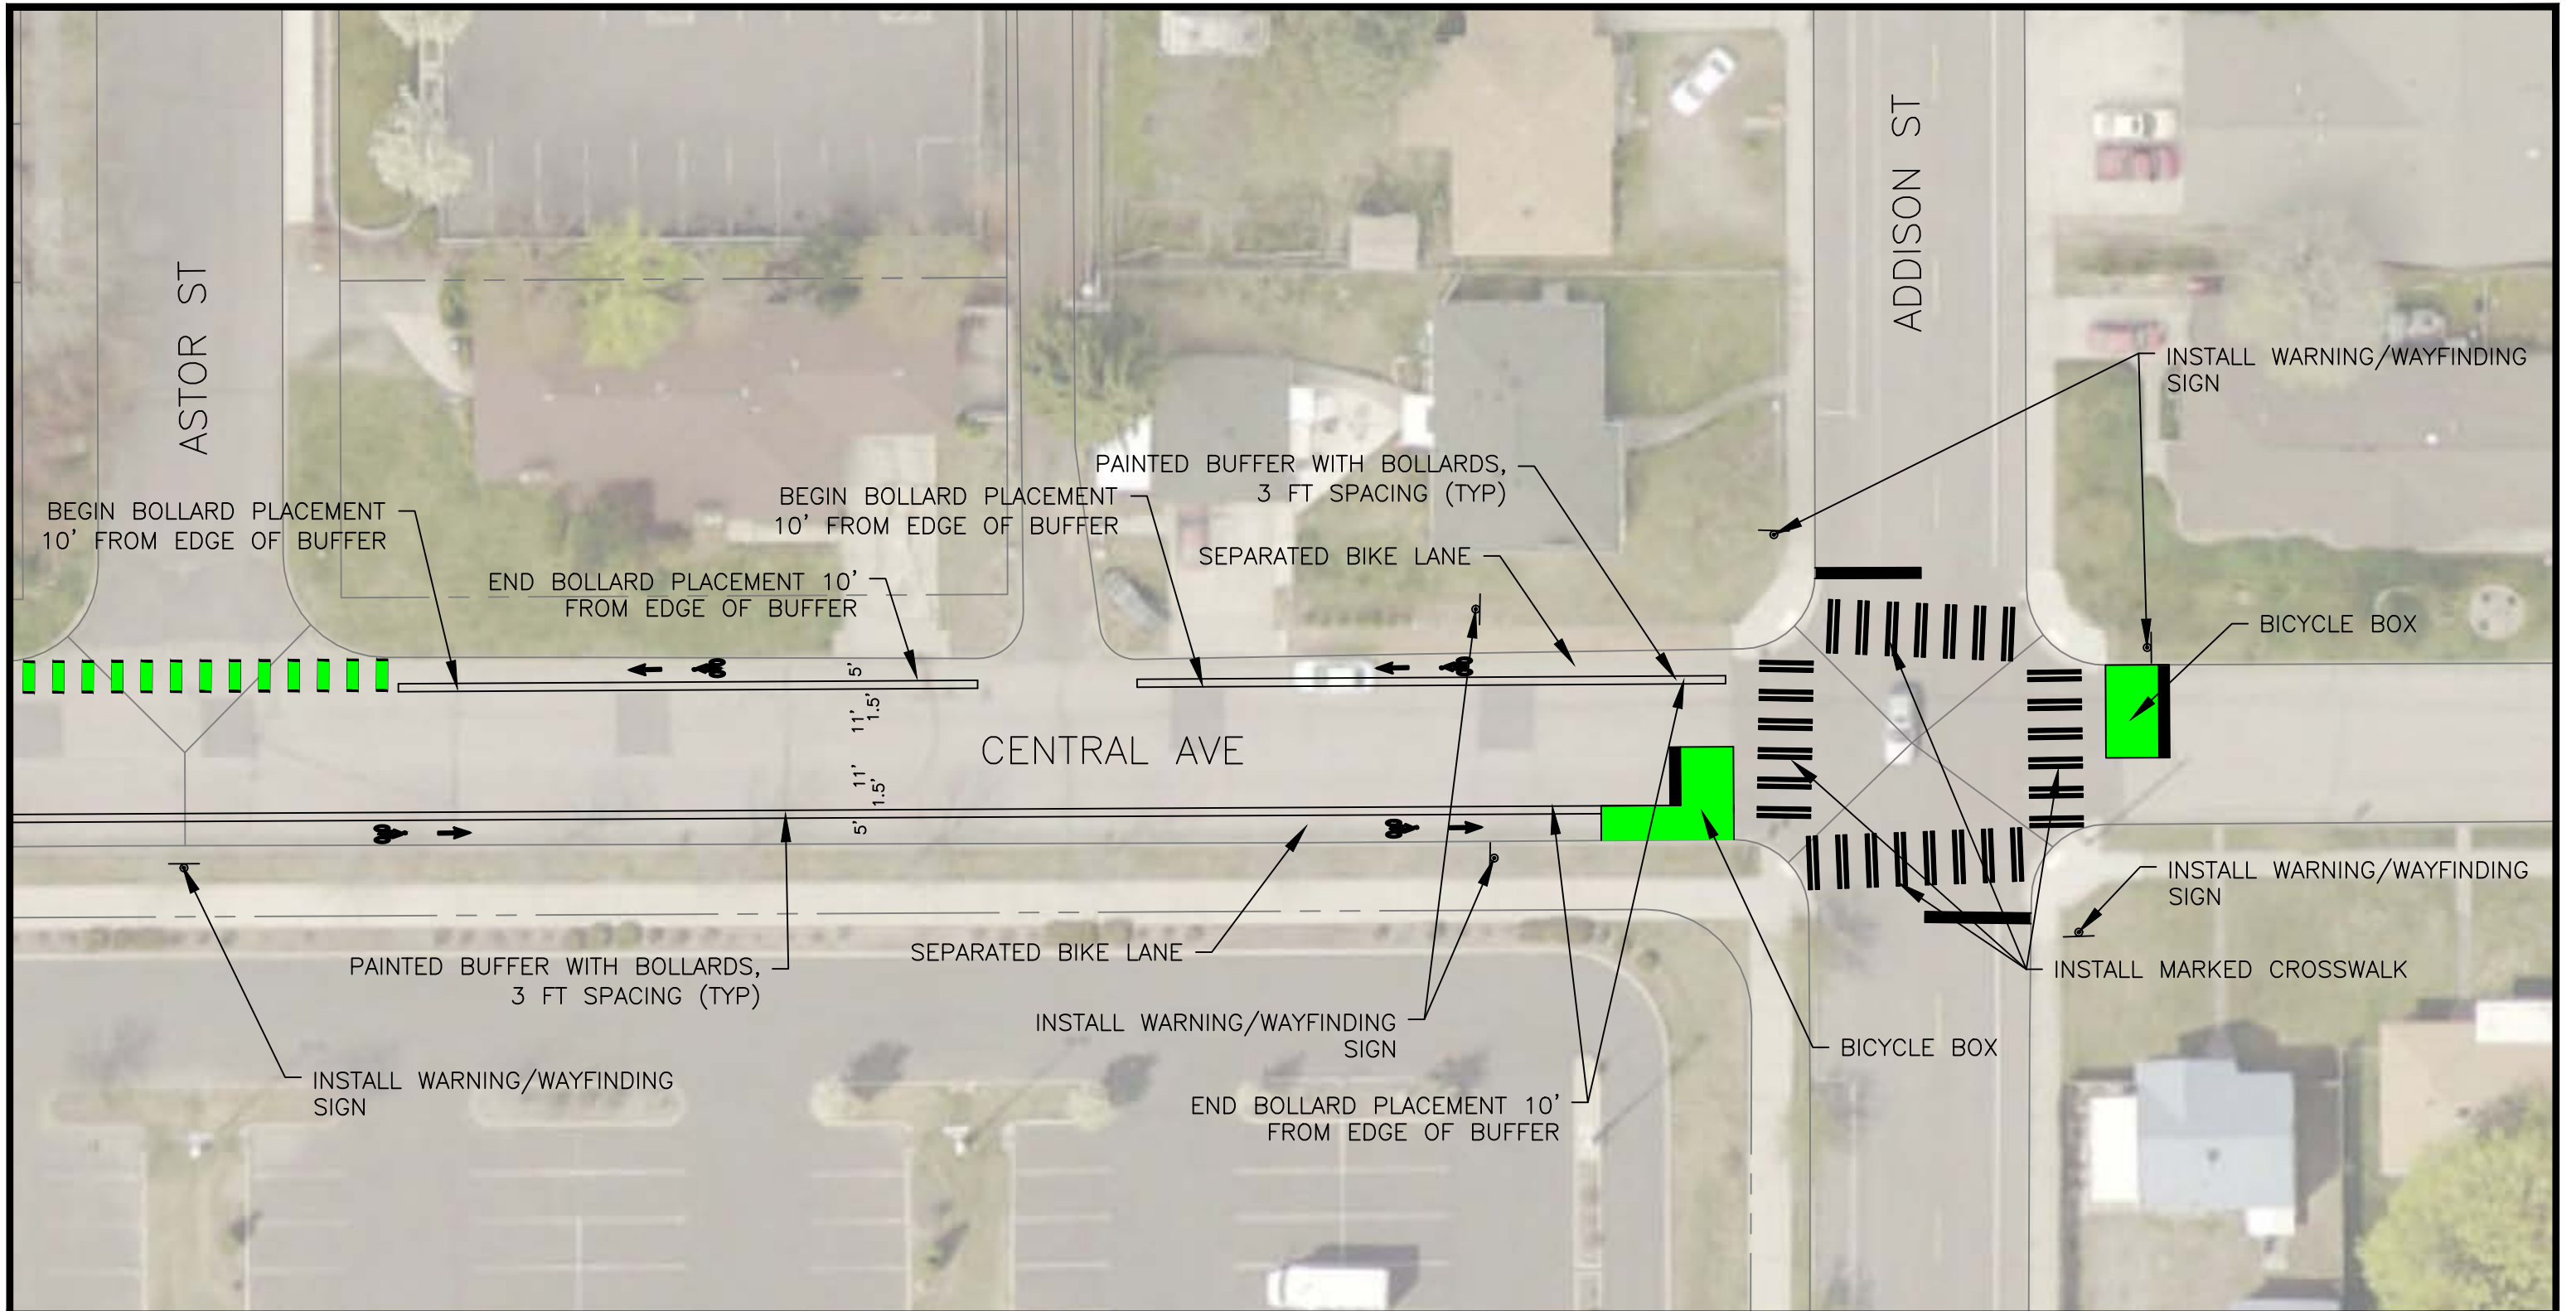 ASTOR ST
ADDISON ST
INSTALL WARNING/WAYFINDING
SIGN
PAINTED BUFFER WITH BOLLARDS,
3 FT SPACING (TYP)
BEGIN BOLLARD PLACEMENT
10' FROM EDGE OF BUFFER
BEGIN BOLLARD PLACEMENT
10' FROM EDGE OF BUFFER
SEPARATED BIKE LANE
END BOLLARD PLACEMENT 10'
FROM EDGE OF BUFFER
BICYCLE BOX
5'
1.5'
11'
CENTRAL AVE
11'
1.5'
5'
INSTALL WARNING/WAYFINDING
SIGN
SEPARATED BIKE LANE
PAINTED BUFFER WITH BOLLARDS,
3 FT SPACING (TYP)
INSTALL MARKED CROSSWALK
INSTALL WARNING/WAYFINDING
SIGN
BICYCLE BOX
INSTALL WARNING/WAYFINDING
SIGN
END BOLLARD PLACEMENT 10'
FROM EDGE OF BUFFER